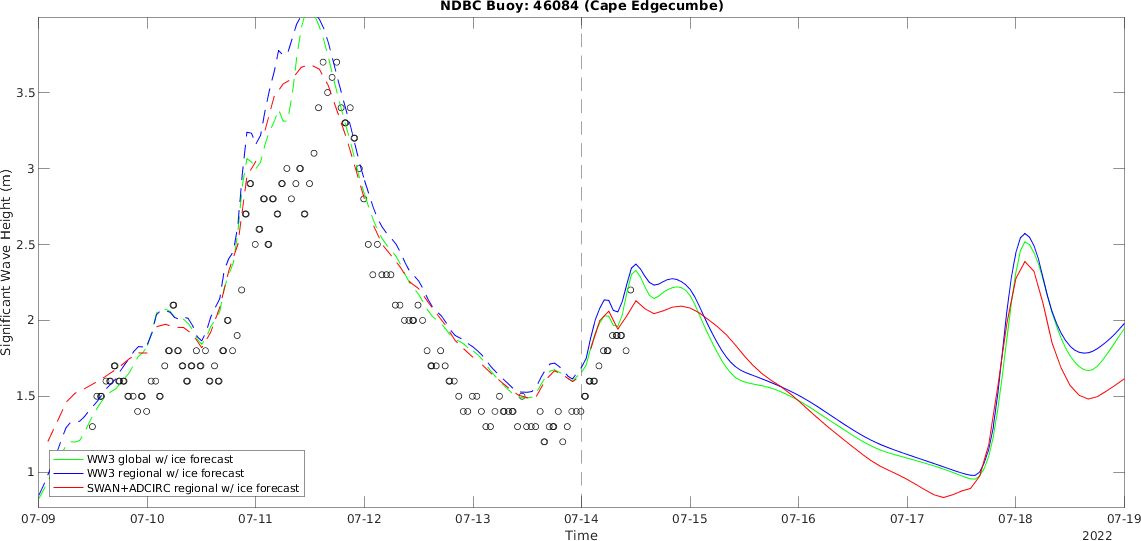 NDBC Buoy: 46084 (Cape Edgecumbe)
Significant Wave Height (m)
3.5
3
2.5
2
1.5
1
WW3 global w/ ice forecast
WW3 regional w/ ice forecast
SWAN+ADCIRC regional w/ ice forecast
07-09 07-10 07-11 07-12 07-13 07-14 07-15 07-16 07-17 07-18 07-19
Time
2022